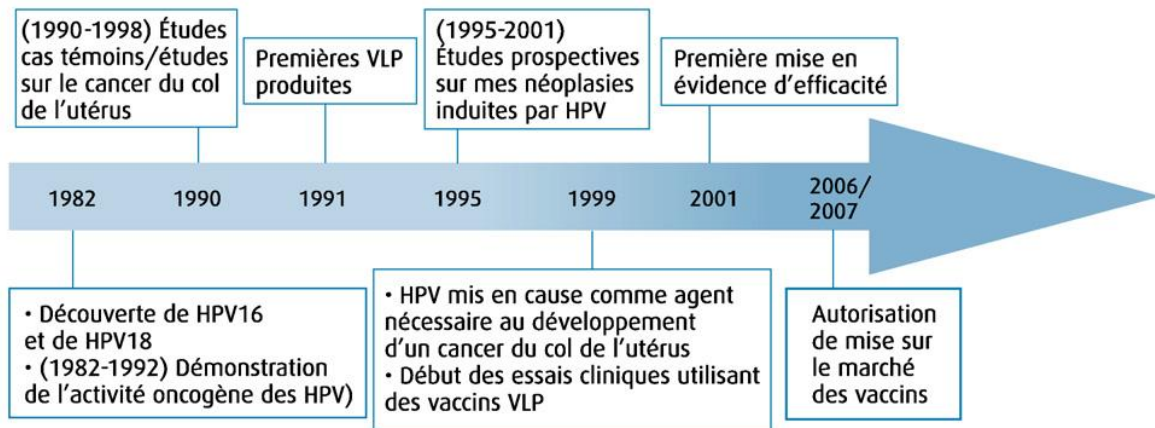 (1990-1998) Études
cas témoins/études
sur le cancer du col
de l'utérus
Premières VLP
produites
(1995-2001)
Études prospectives
sur mes néoplasies
induites par HPV
Première mise en
évidence d'efficacité
1982
1990
1991
1995
1999
2001
2006/
2007
• Découverte de HPV16
et de HPV18
• (1982-1992) Démonstration
de l'activité oncogène des HPV)
• HPV mis en cause comme agent
nécessaire au développement
d'un cancer du col de l'utérus
• Début des essais cliniques utilisant
des vaccins VLP
Autorisation
de mise sur
le marché
des vaccins